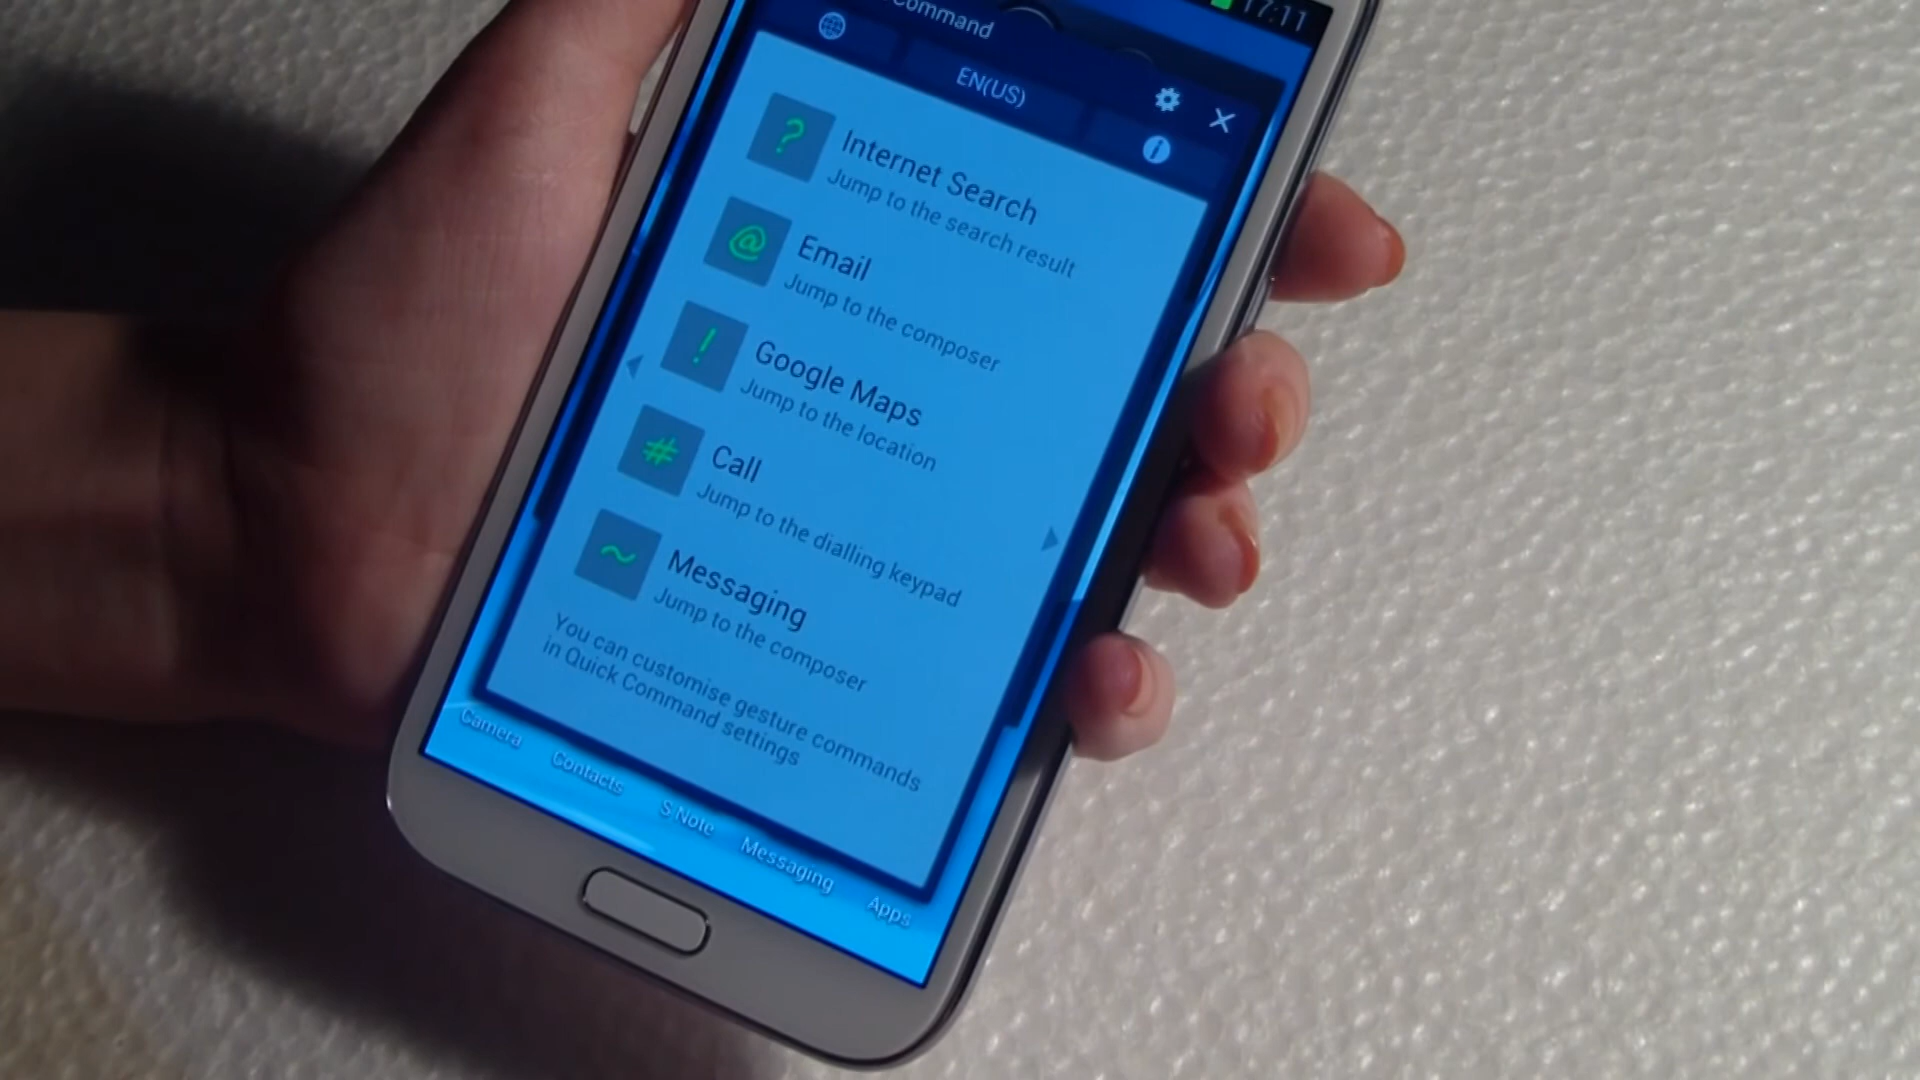 17:11
Command
EN(US)
?
Internet Search
Jump to the search result
@
Email
Jump to the composer
!
Google Maps
Jump to the location
#
Call
Jump to the dialling keypad
~
Messaging
Jump to the composer
You can customise gesture commands
in Quick Command settings
Camera
Contacts
S Note
Messaging
Apps